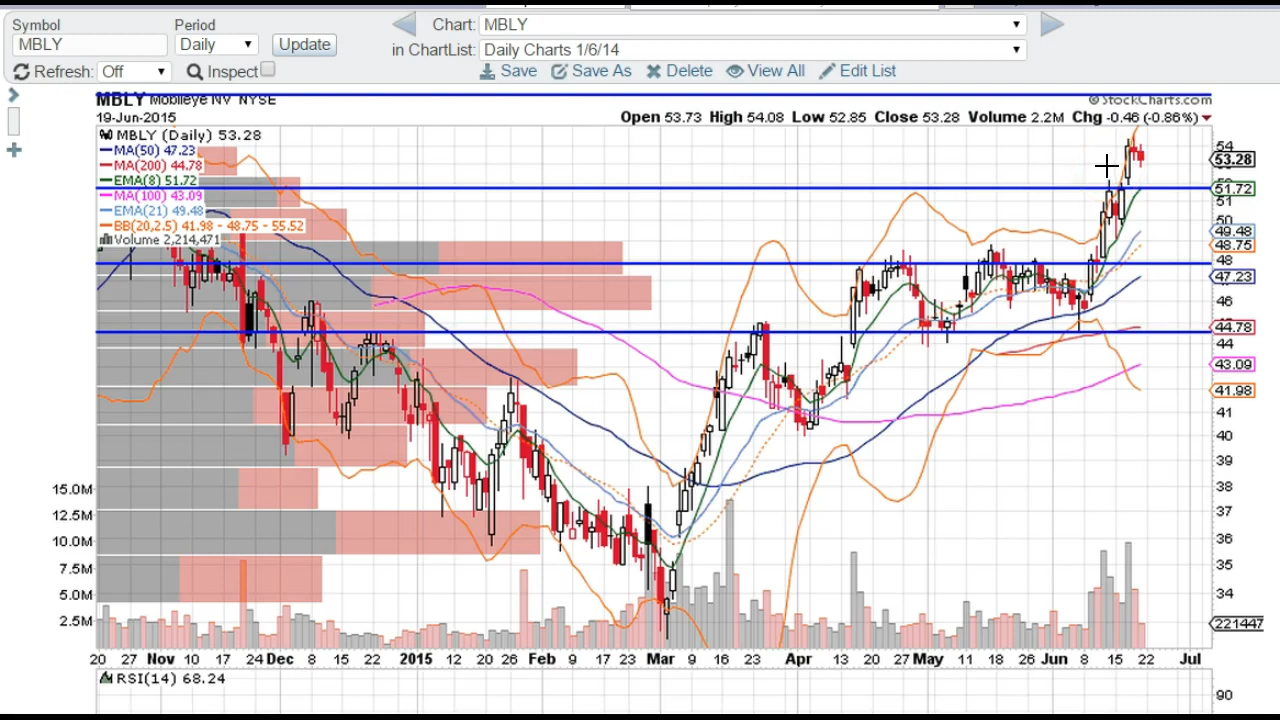 Symbol Period Chart: MBLY
MBLY Daily Update in ChartList: Daily Charts 1/6/14
Refresh: Off Inspect Save Save As Delete View All Edit List
MBLY Mobileye NV NYSE © StockCharts.com
19-Jun-2015 Open 53.73 High 54.08 Low 52.85 Close 53.28 Volume 2.2M Chg -0.46 (-0.86%)
MBLY (Daily) 53.28
MA(50) 47.23
MA(200) 44.78
EMA(8) 51.72
MA(100) 43.09
EMA(21) 49.48
BB(20,2.5) 41.98 - 48.75 - 55.52
Volume 2,214,471
54
53.28
51.72
51
50
49.48
48.75
48
47.23
46
44.78
44
43.09
41.98
41
40
39
38
37
36
35
34
221447
15.0M
12.5M
10.0M
7.5M
5.0M
2.5M
20 27 Nov 10 17 24 Dec 8 15 22 2015 12 20 26 Feb 9 17 23 Mar 9 16 23 Apr 13 20 27 May 11 18 26 Jun 8 15 22 Jul
RSI(14) 68.24
90